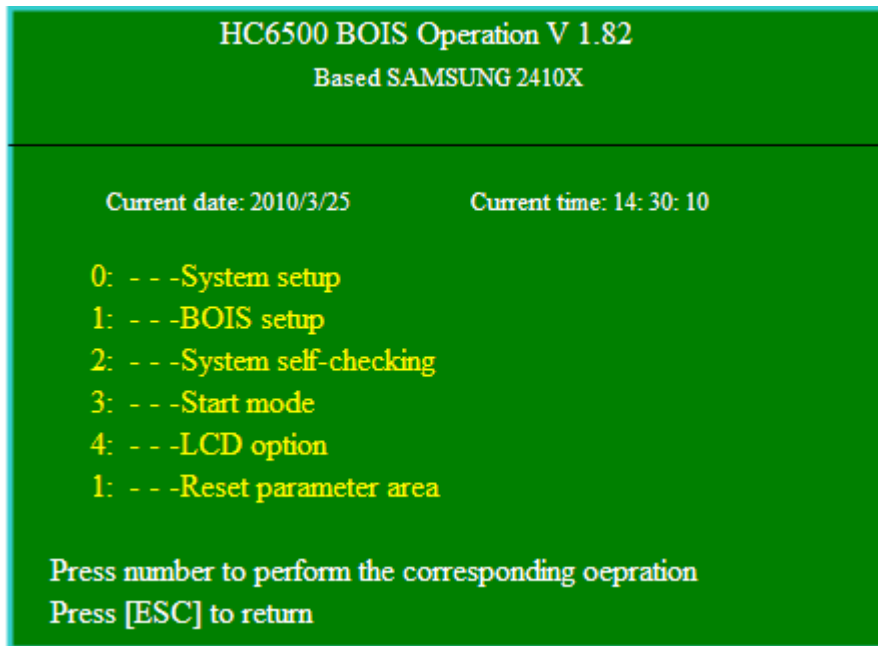 HC6500 BOIS Operation V 1.82
Based SAMSUNG 2410X
Current date: 2010/3/25 Current time: 14: 30: 10
0: - - -System setup
1: - - -BOIS setup
2: - - -System self-checking
3: - - -Start mode
4: - - -LCD option
1: - - -Reset parameter area
Press number to perform the corresponding oepration
Press [ESC] to return